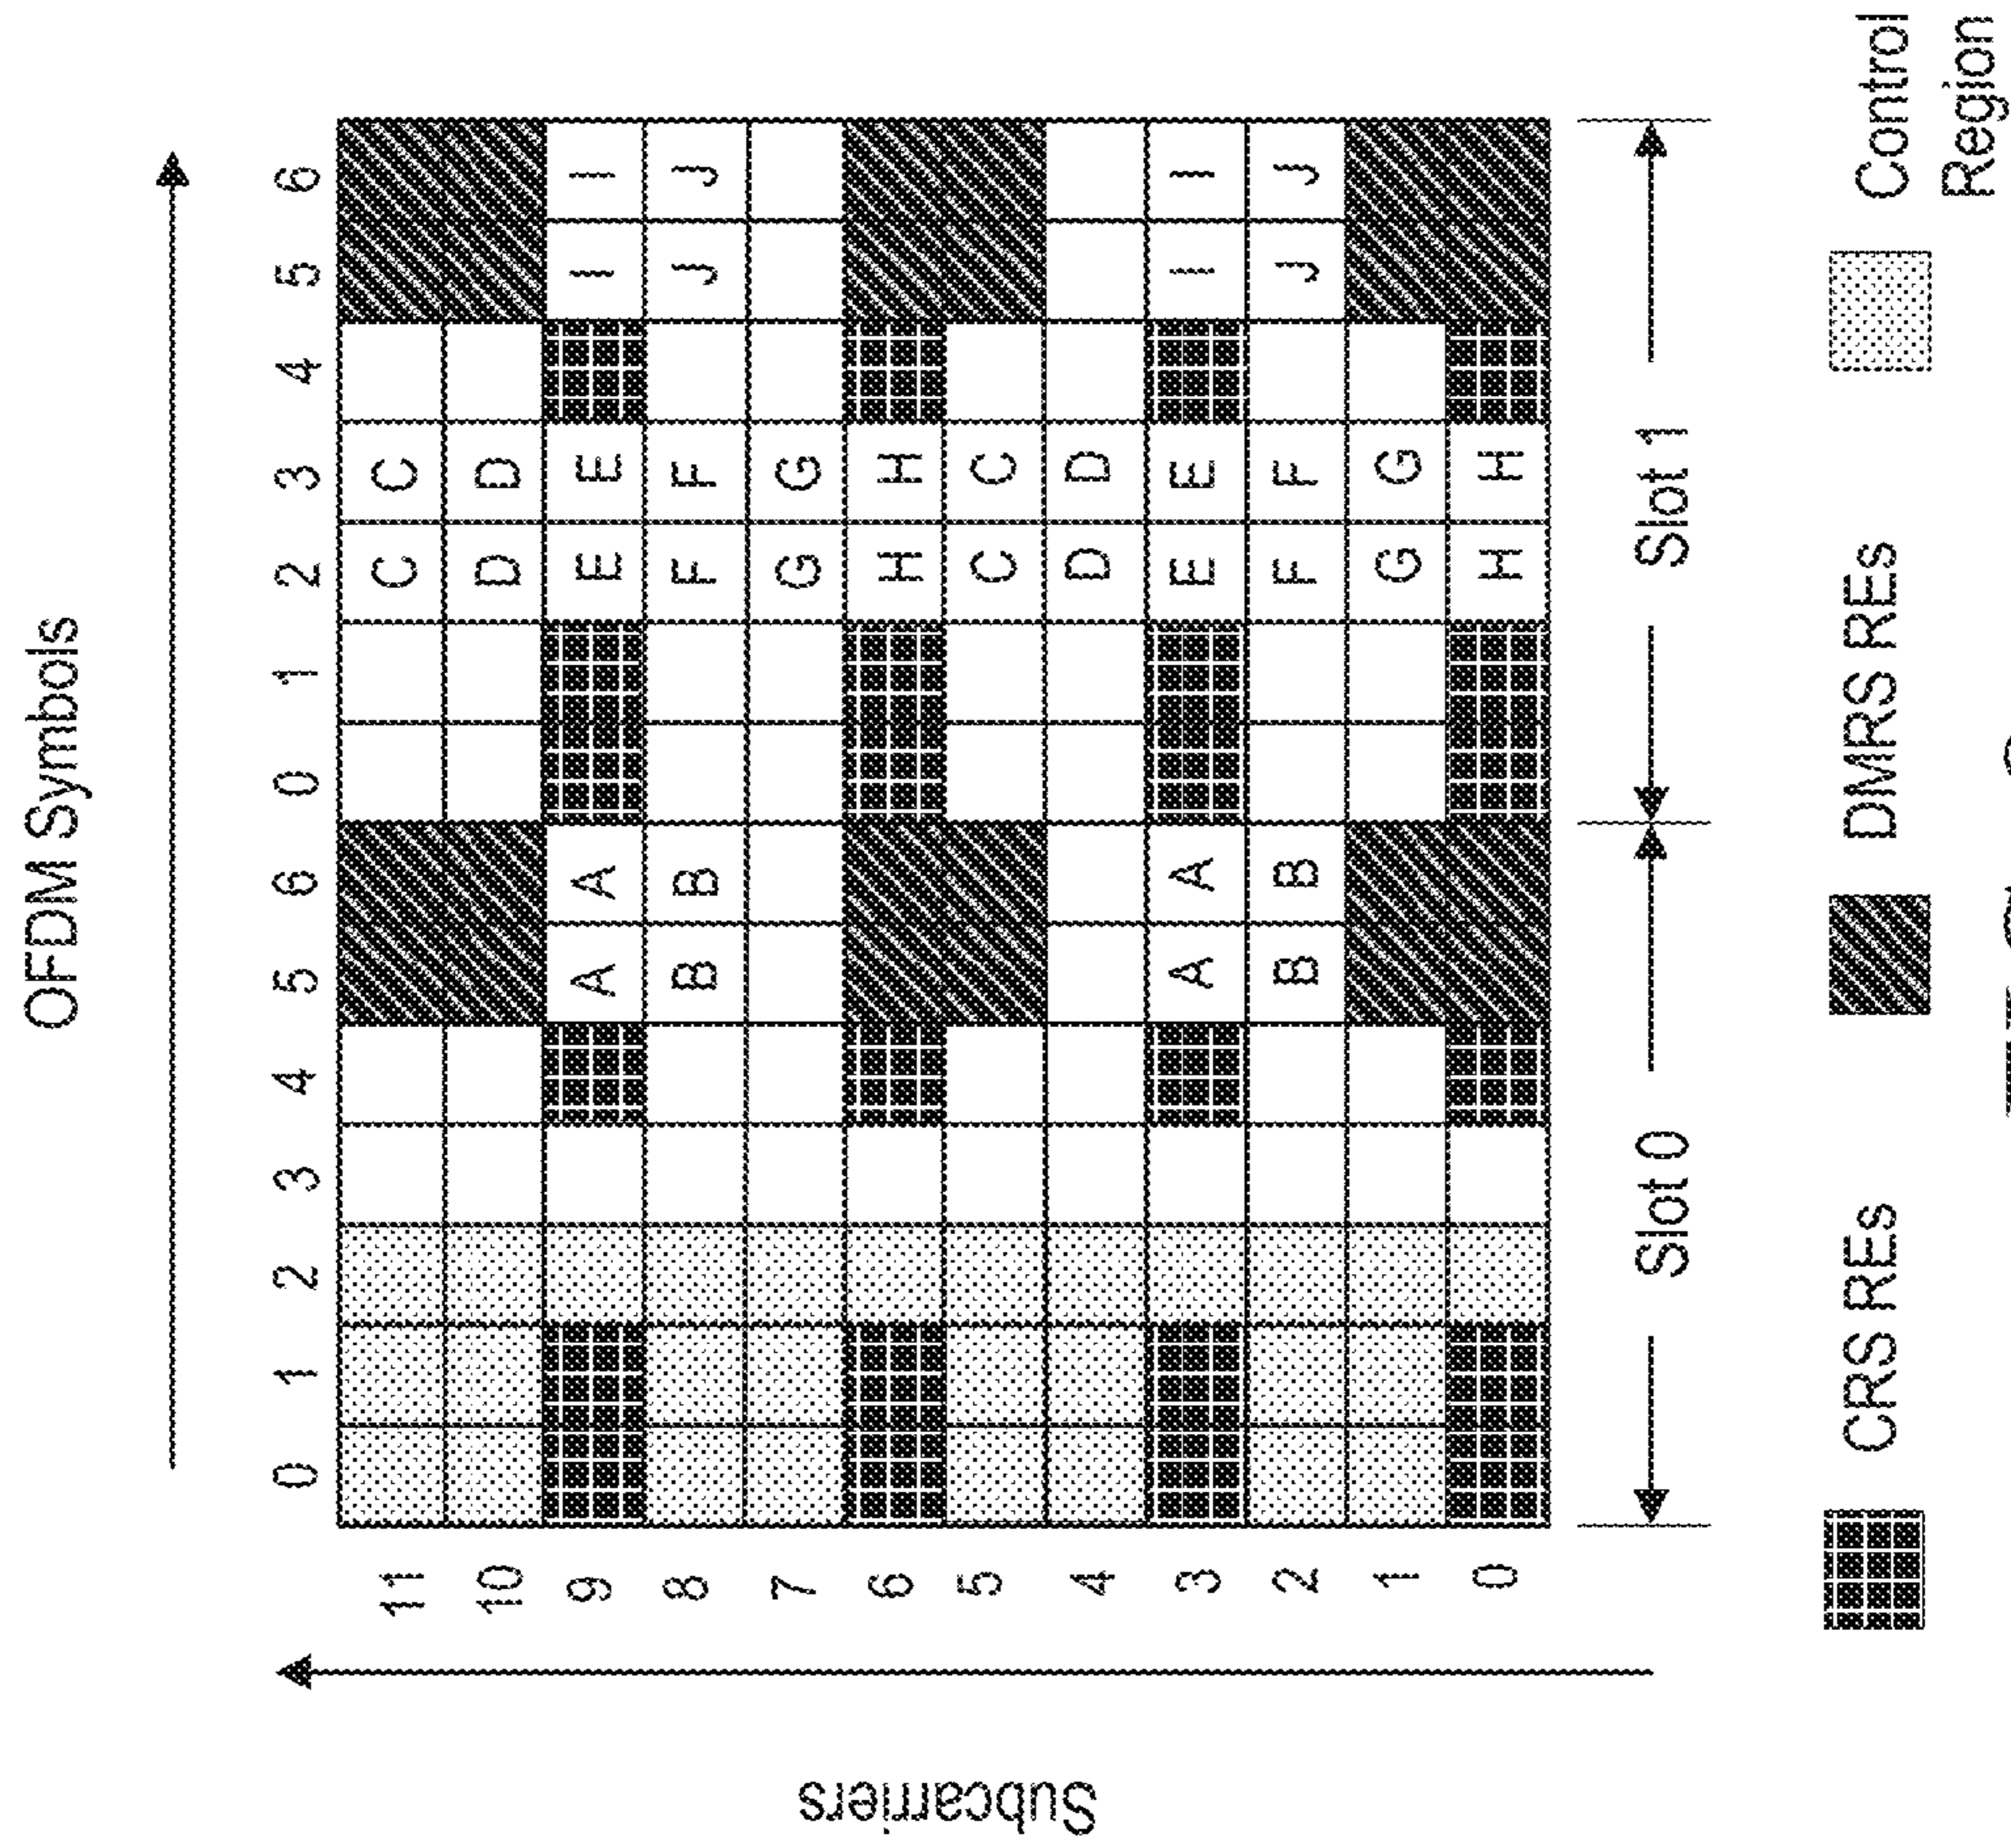 OFDM Symbols
0 1 2 3 4 5 6 0 1 2 3 4 5 6
Subcarriers
11 C C
10 D D
9 A A E E I I
8 B B F F J J
7 G G
6 H H
5 C C
4 D D
3 A A E E I I
2 B B F F J J
1 G G
0 H H
Slot 0 Slot 1
CRS REs DMRS REs Control
Region